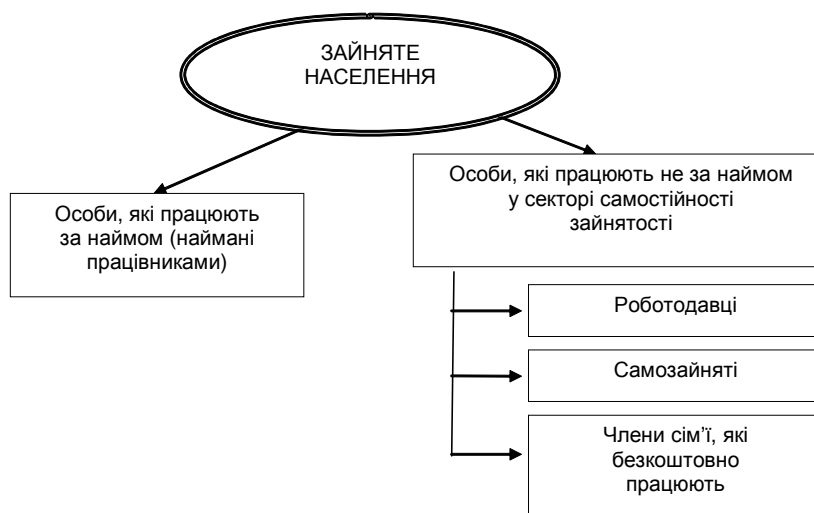 ЗАЙНЯТЕ
НАСЕЛЕННЯ
Особи, які працюють
за наймом (наймані
працівниками)
Особи, які працюють не за наймом
у секторі самостійності
зайнятості
Роботодавці
Самозайняті
Члени сім’ї, які
безкоштовно
працюють